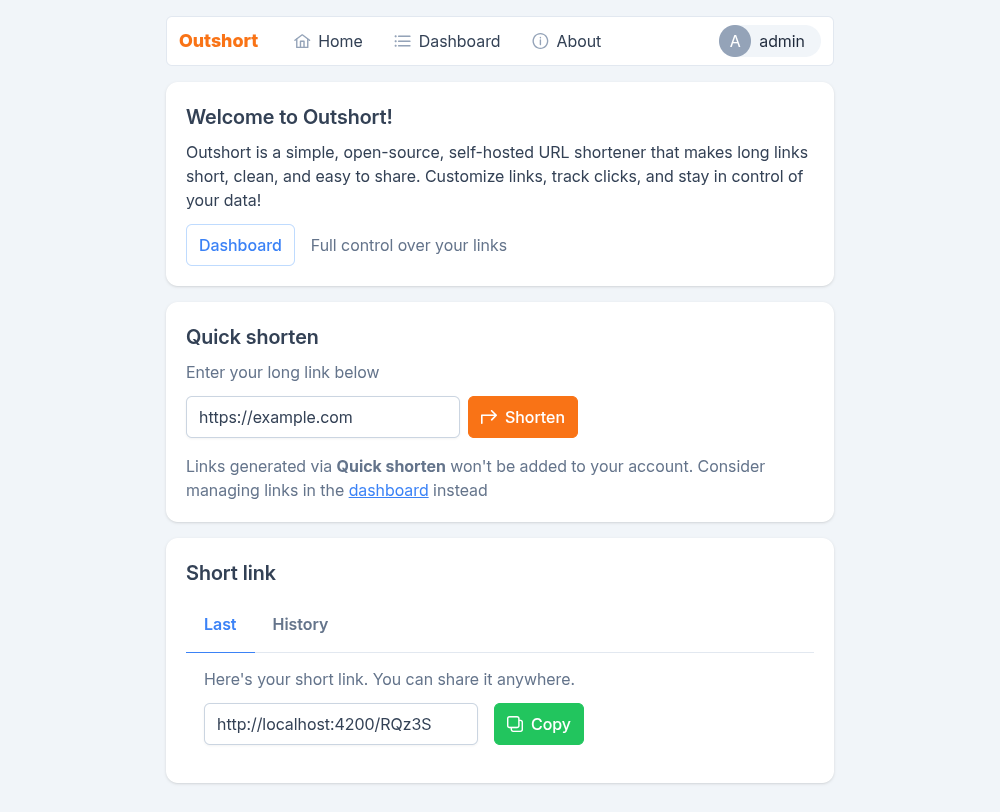 Outshort
Home
Dashboard
About
A
admin
Welcome to Outshort!
Outshort is a simple, open-source, self-hosted URL shortener that makes long links
short, clean, and easy to share. Customize links, track clicks, and stay in control of
your data!
Dashboard
Full control over your links
Quick shorten
Enter your long link below
https://example.com
Shorten
Links generated via Quick shorten won't be added to your account. Consider
managing links in the dashboard instead
Short link
Last
History
Here's your short link. You can share it anywhere.
http://localhost:4200/RQz3S
Copy